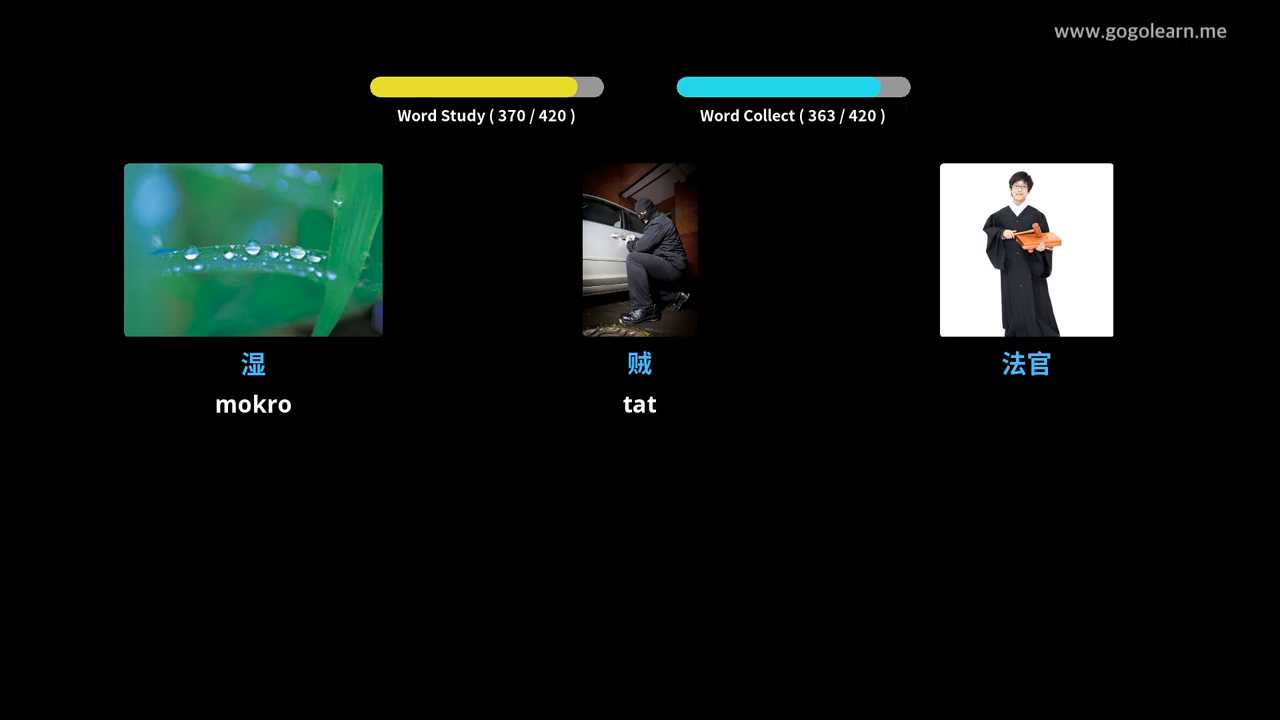 www.gogolearn.me
Word Study ( 370 / 420 )
Word Collect ( 363 / 420 )
湿
贼
法官
mokro
tat